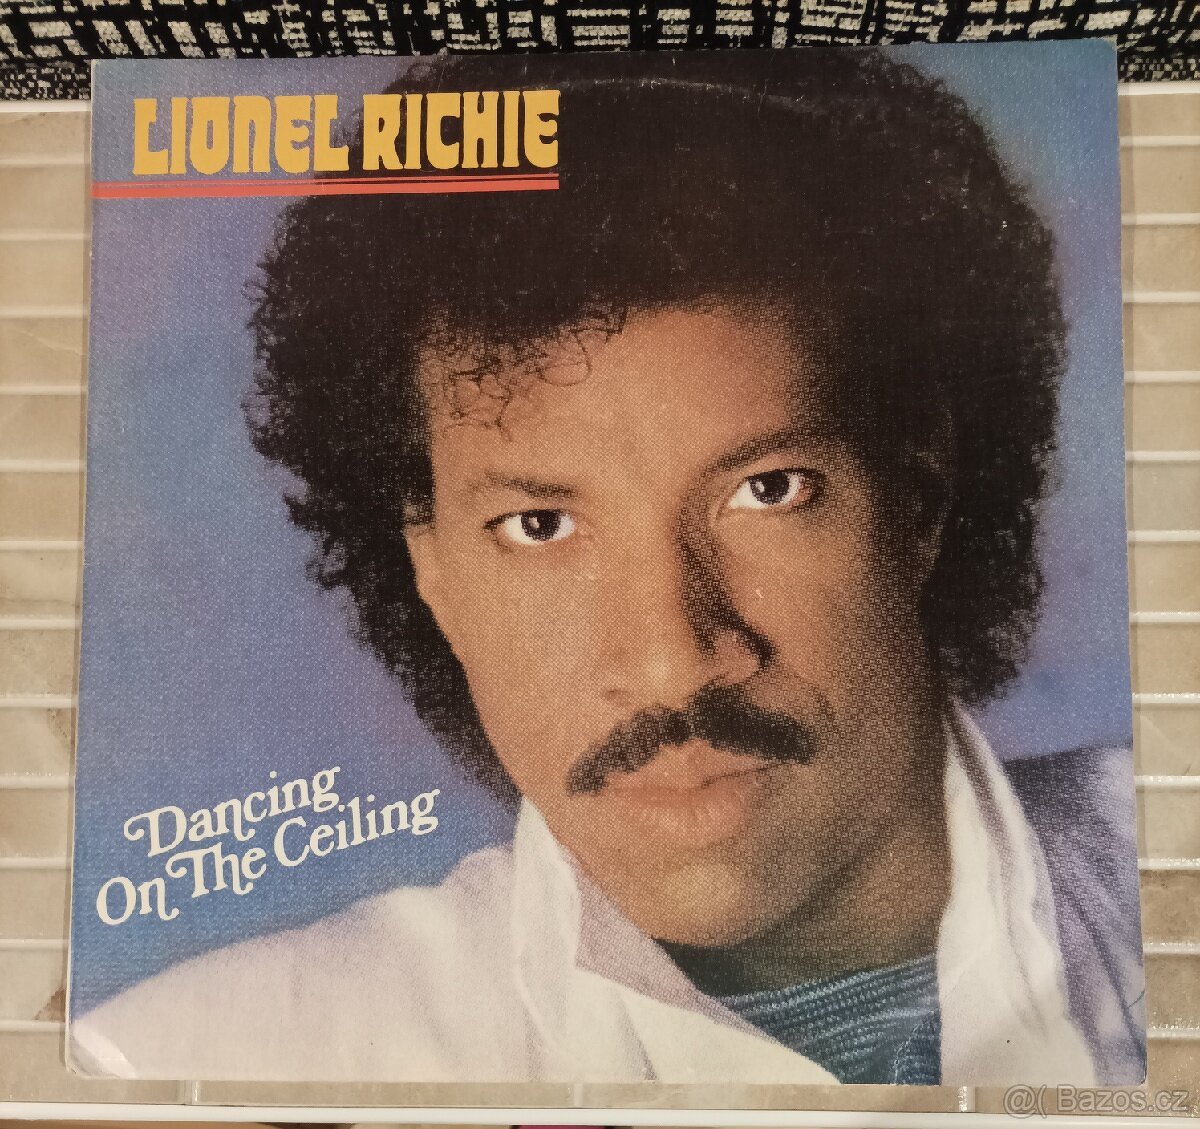 LIONEL RICHIE
Dancing
On The Ceiling
@( Bazos.cz